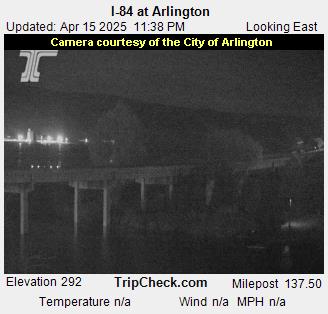 I-84 at Arlington
Updated: Apr 15 2025 11:38 PM Looking East
Camera courtesy of the City of Arlington
Elevation 292 TripCheck.com Milepost 137.50
Temperature n/a Wind n/a MPH n/a